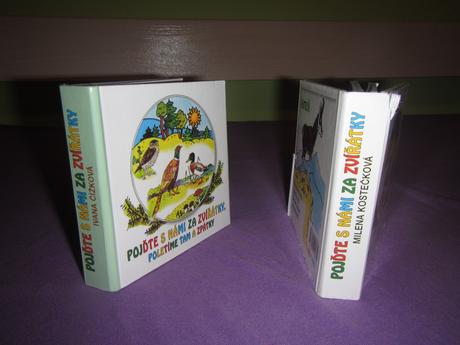 POJĎTE S NÁMI ZA ZVÍŘÁTKY
IVANA ČÍŽKOVÁ
POJĎTE S NÁMI ZA ZVÍŘÁTKY,
POLETÍME TAM A ZPÁTKY
POJĎTE S NÁMI ZA ZVÍŘÁTKY
MILENA KOSTEČKOVÁ